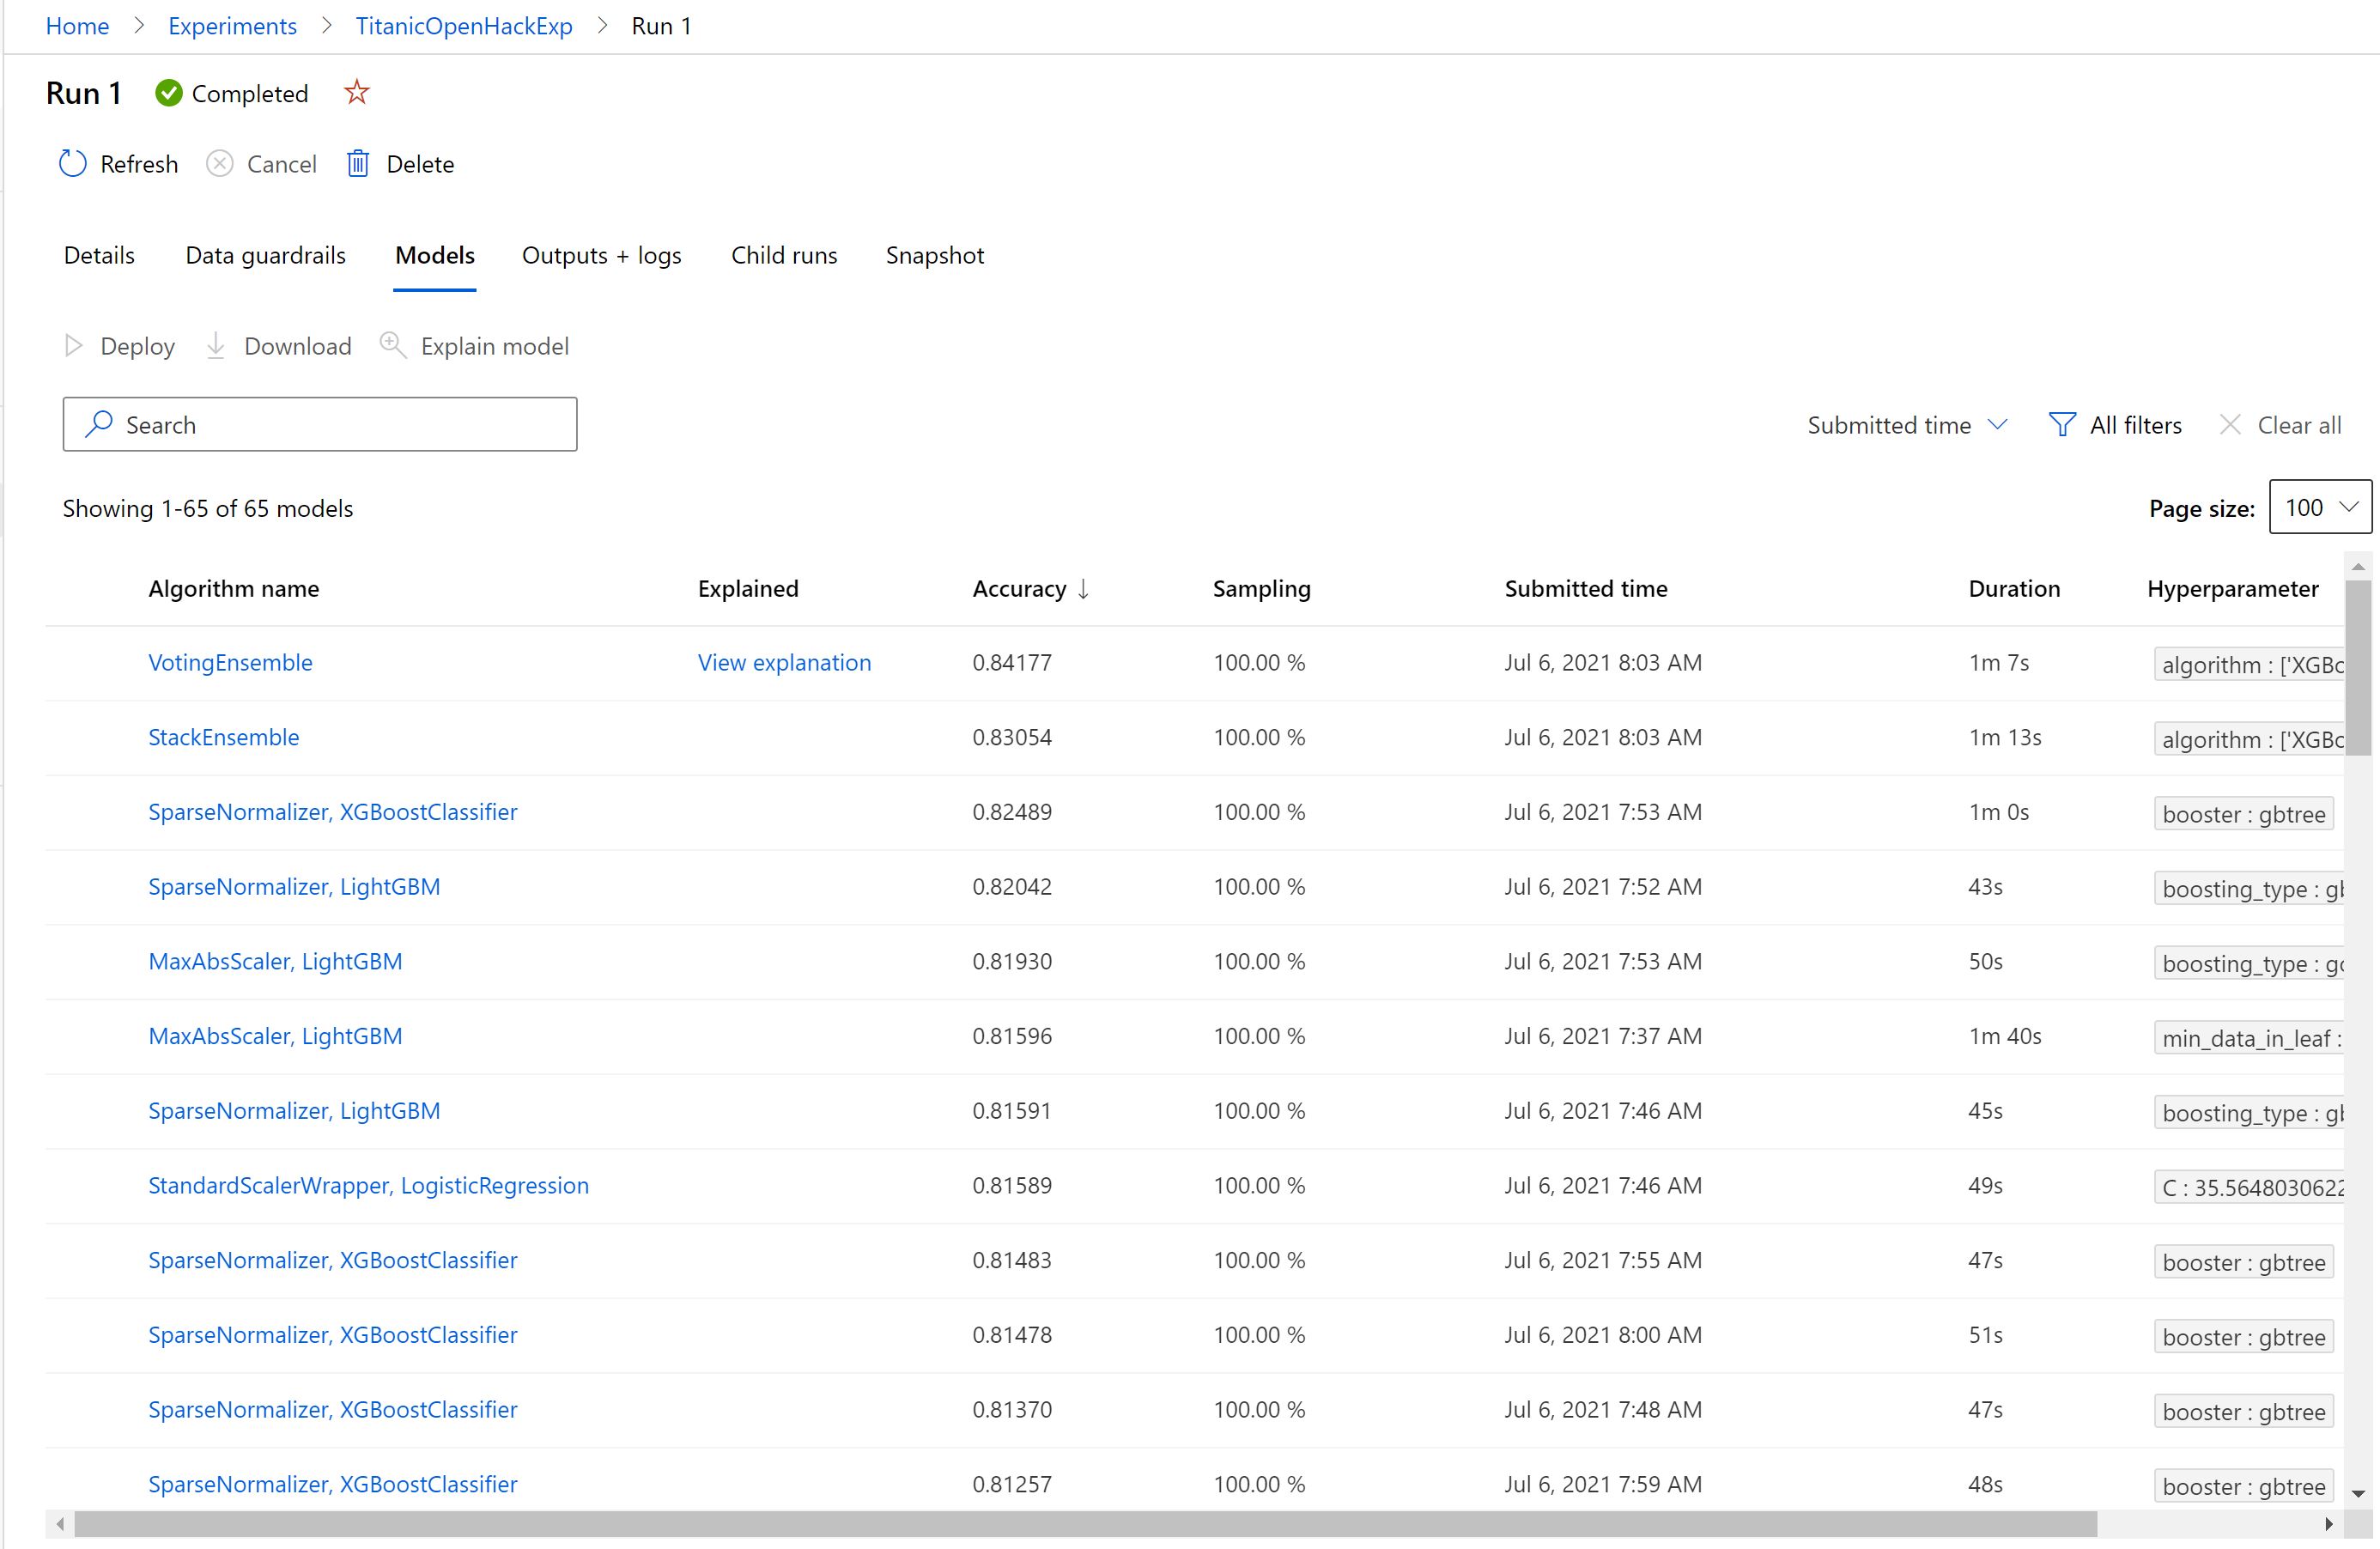 Home > Experiments > TitanicOpenHackExp > Run 1
Run 1 Completed
Refresh Cancel Delete
Details Data guardrails Models Outputs + logs Child runs Snapshot
Deploy Download Explain model
Search Submitted time All filters Clear all
Showing 1-65 of 65 models Page size: 100
Algorithm name Explained Accuracy ↓ Sampling Submitted time Duration Hyperparameter
VotingEnsemble View explanation 0.84177 100.00 % Jul 6, 2021 8:03 AM 1m 7s algorithm : ['XGBo
StackEnsemble 0.83054 100.00 % Jul 6, 2021 8:03 AM 1m 13s algorithm : ['XGBo
SparseNormalizer, XGBoostClassifier 0.82489 100.00 % Jul 6, 2021 7:53 AM 1m 0s booster : gbtree
SparseNormalizer, LightGBM 0.82042 100.00 % Jul 6, 2021 7:52 AM 43s boosting_type : gb
MaxAbsScaler, LightGBM 0.81930 100.00 % Jul 6, 2021 7:53 AM 50s boosting_type : go
MaxAbsScaler, LightGBM 0.81596 100.00 % Jul 6, 2021 7:37 AM 1m 40s min_data_in_leaf :
SparseNormalizer, LightGBM 0.81591 100.00 % Jul 6, 2021 7:46 AM 45s boosting_type : gb
StandardScalerWrapper, LogisticRegression 0.81589 100.00 % Jul 6, 2021 7:46 AM 49s C : 35.5648030622
SparseNormalizer, XGBoostClassifier 0.81483 100.00 % Jul 6, 2021 7:55 AM 47s booster : gbtree
SparseNormalizer, XGBoostClassifier 0.81478 100.00 % Jul 6, 2021 8:00 AM 51s booster : gbtree
SparseNormalizer, XGBoostClassifier 0.81370 100.00 % Jul 6, 2021 7:48 AM 47s booster : gbtree
SparseNormalizer, XGBoostClassifier 0.81257 100.00 % Jul 6, 2021 7:59 AM 48s booster : gbtree